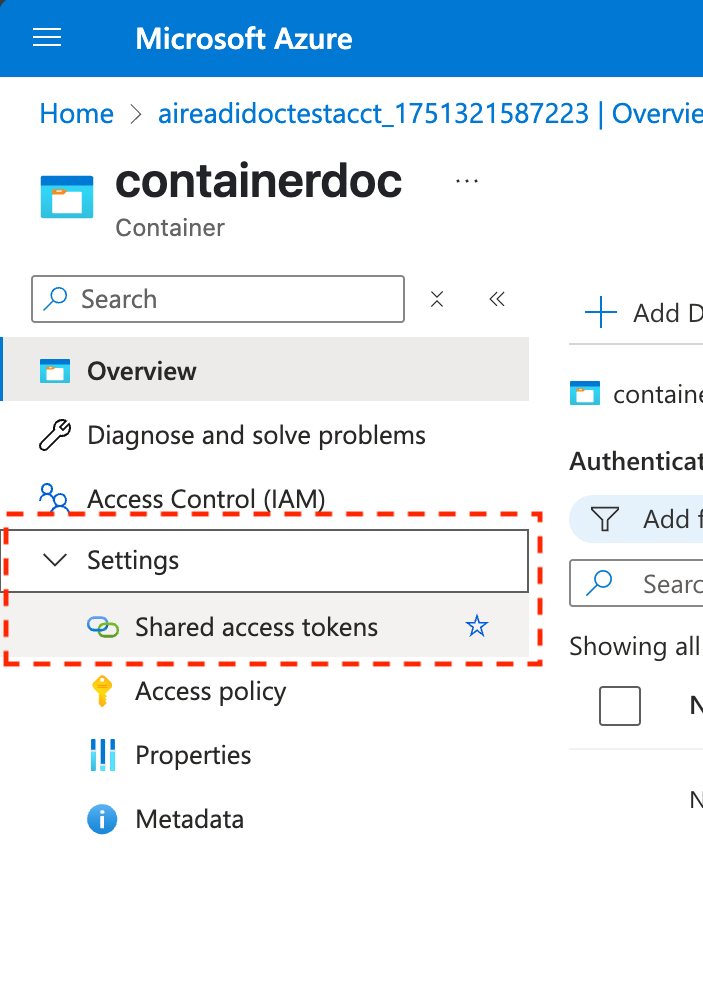 Microsoft Azure
Home > aireadidoctestacct_1751321587223 | Overvie
containerdoc ...
Container
Search
Add D
Overview
containe
Diagnose and solve problems
Authenticat
Access Control (IAM)
Add f
Settings
Search
Shared access tokens
Showing all
Access policy
N
Properties
N
Metadata